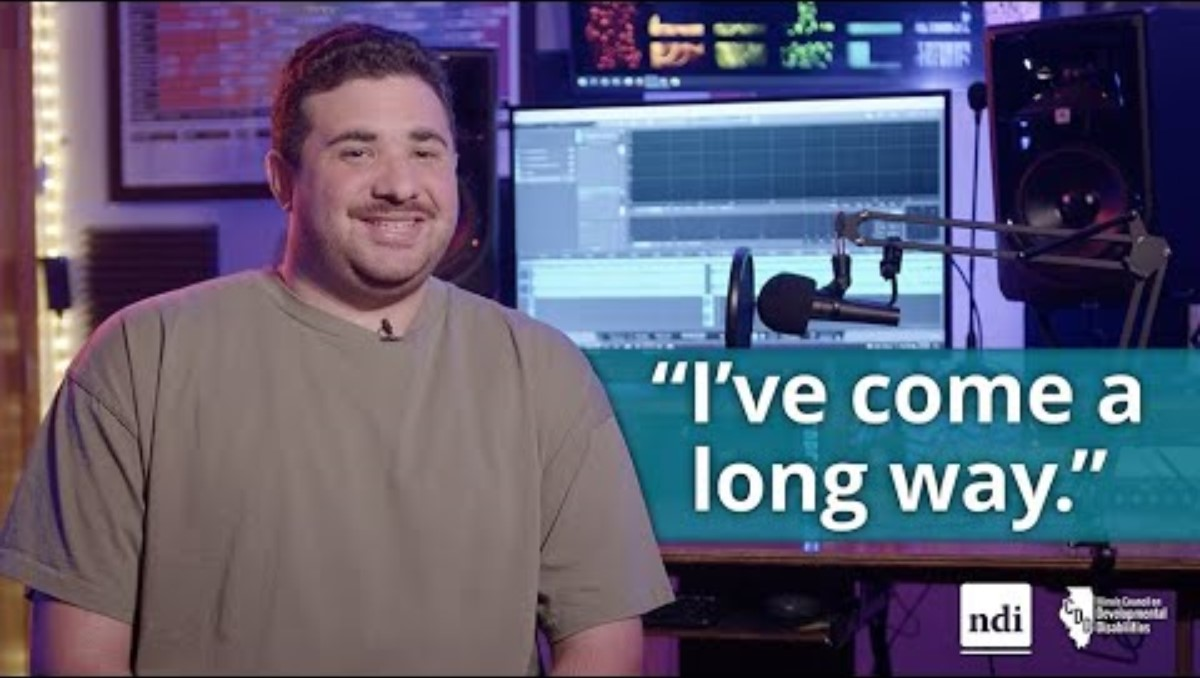 “I’ve come a
long way.”
ndi
Illinois Council on
Developmental
Disabilities